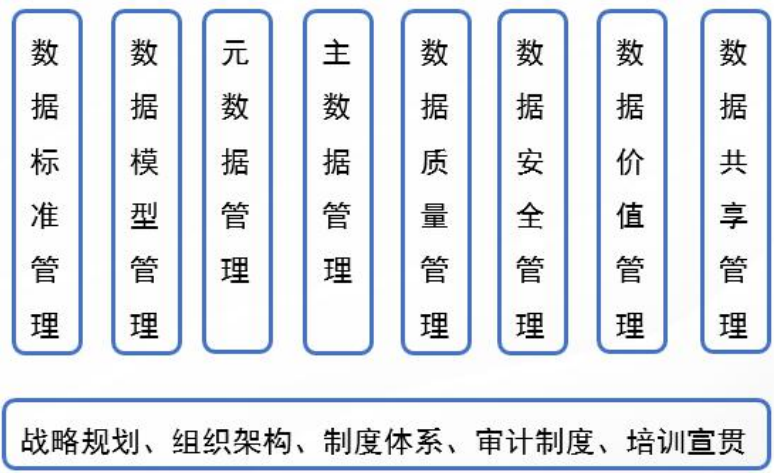 数据标准管理
数据模型管理
元数据管理
主数据管理
数据质量管理
数据安全管理
数据价值管理
数据共享管理
战略规划、组织架构、制度体系、审计制度、培训宣贯